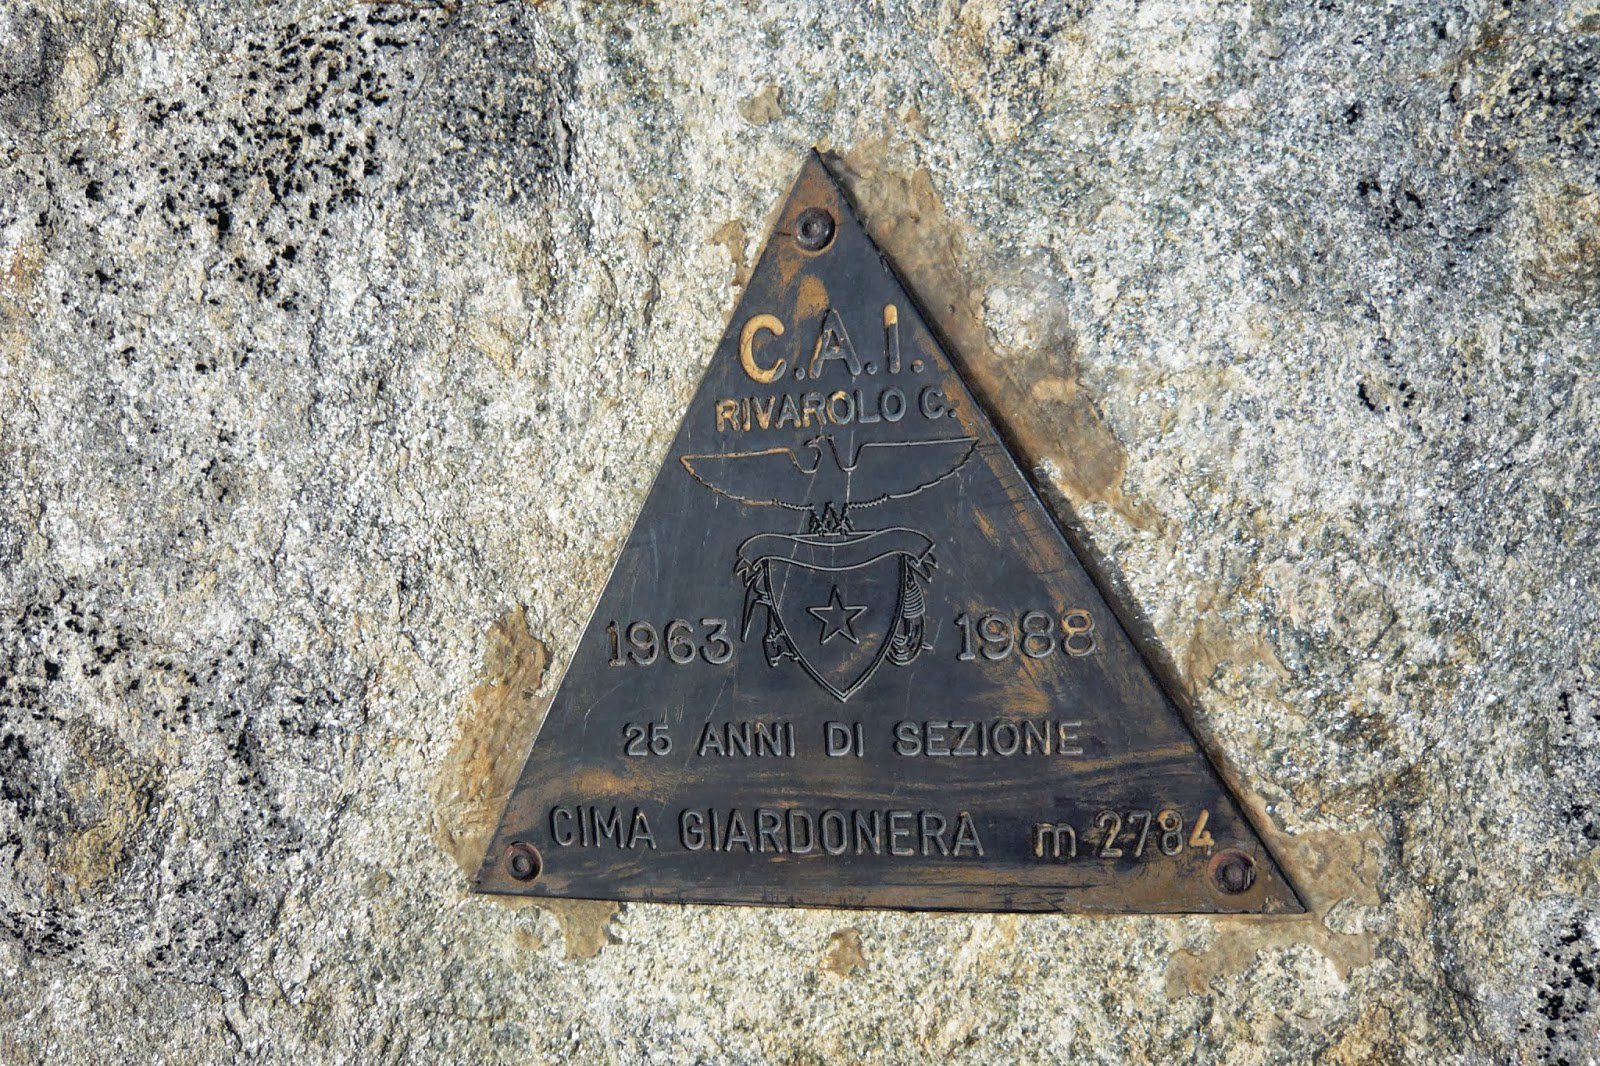 C.A.I.
RIVAROLO C.
1963 1988
25 ANNI DI SEZIONE
CIMA GIARDONERA m 2784